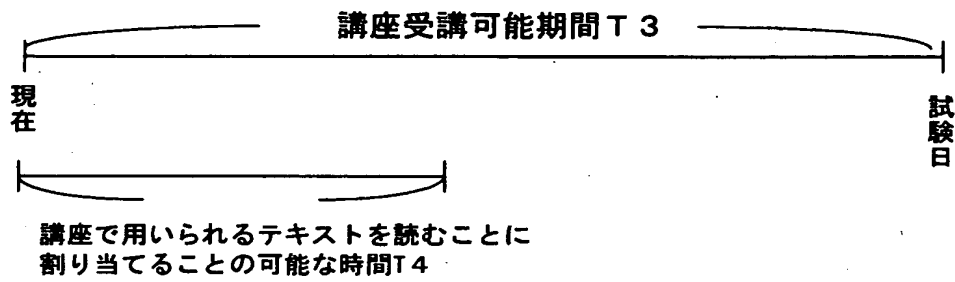 講座受講可能期間T3
現在
試験日
講座で用いられるテキストを読むことに
割り当てることの可能な時間T4